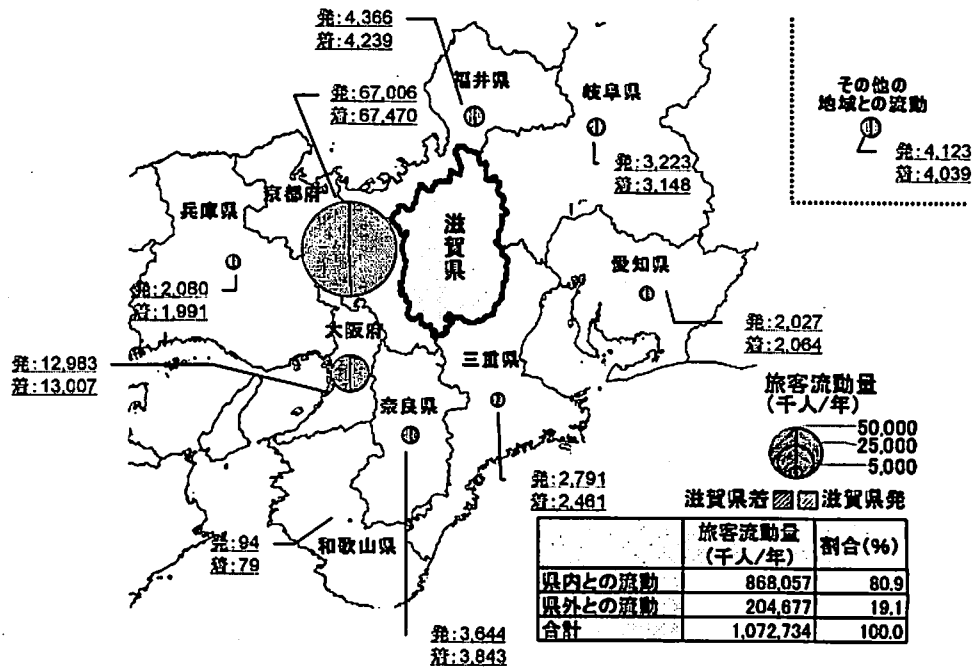 発:4,366
着:4,239
福井県
岐阜県
その他の
地域との流動
発:67,006
着:67,470
発:4,123
着:4,039
発:3,223
着:3,148
京都府
兵庫県
滋賀県
愛知県
発:2,080
着:1,991
大阪府
発:2,027
着:2,064
発:12,983
着:13,007
三重県
奈良県
旅客流動量
(千人/年)
50,000
25,000
5,000
発:2,791
着:2,461
滋賀県着 滋賀県発
発:94
着:79
和歌山県
旅客流動量
(千人/年) 割合(%)
県内との流動 868,057 80.9
県外との流動 204,677 19.1
合計 1,072,734 100.0
発:3,644
着:3,843